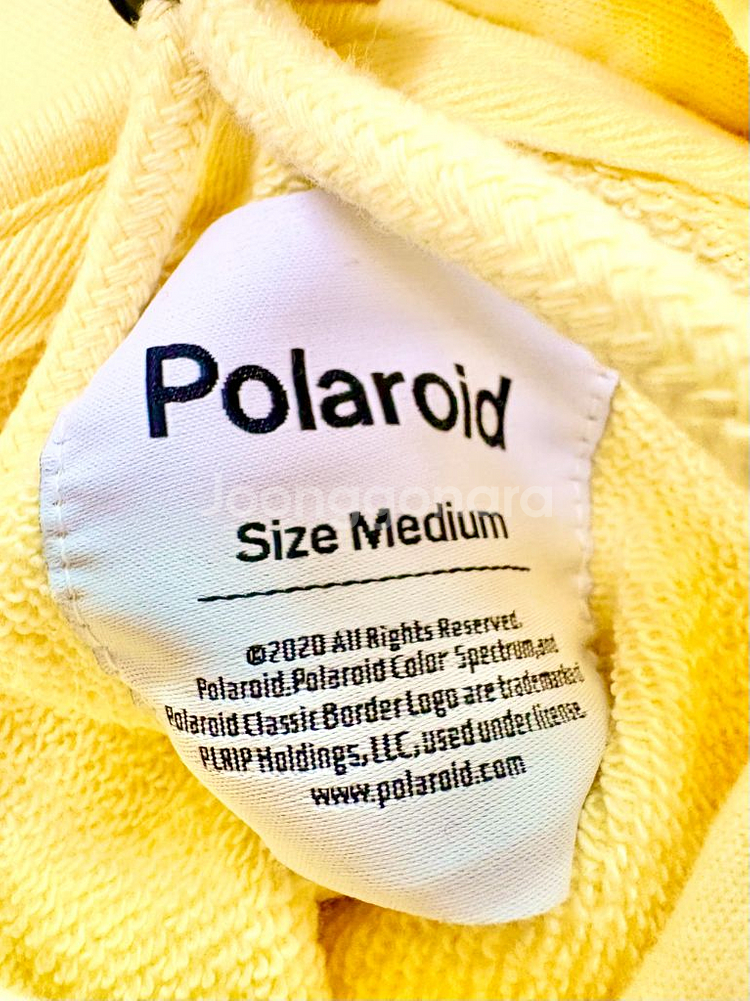 Polaroid
Joonggonara
Size Medium
©2020 All Rights Reserved.
Polaroid.Polaroid Color Spectrum,and
Polaroid Classic Border Logo are trademarked
PLRIP Holdings, LLC, used under license.
www.polaroid.com